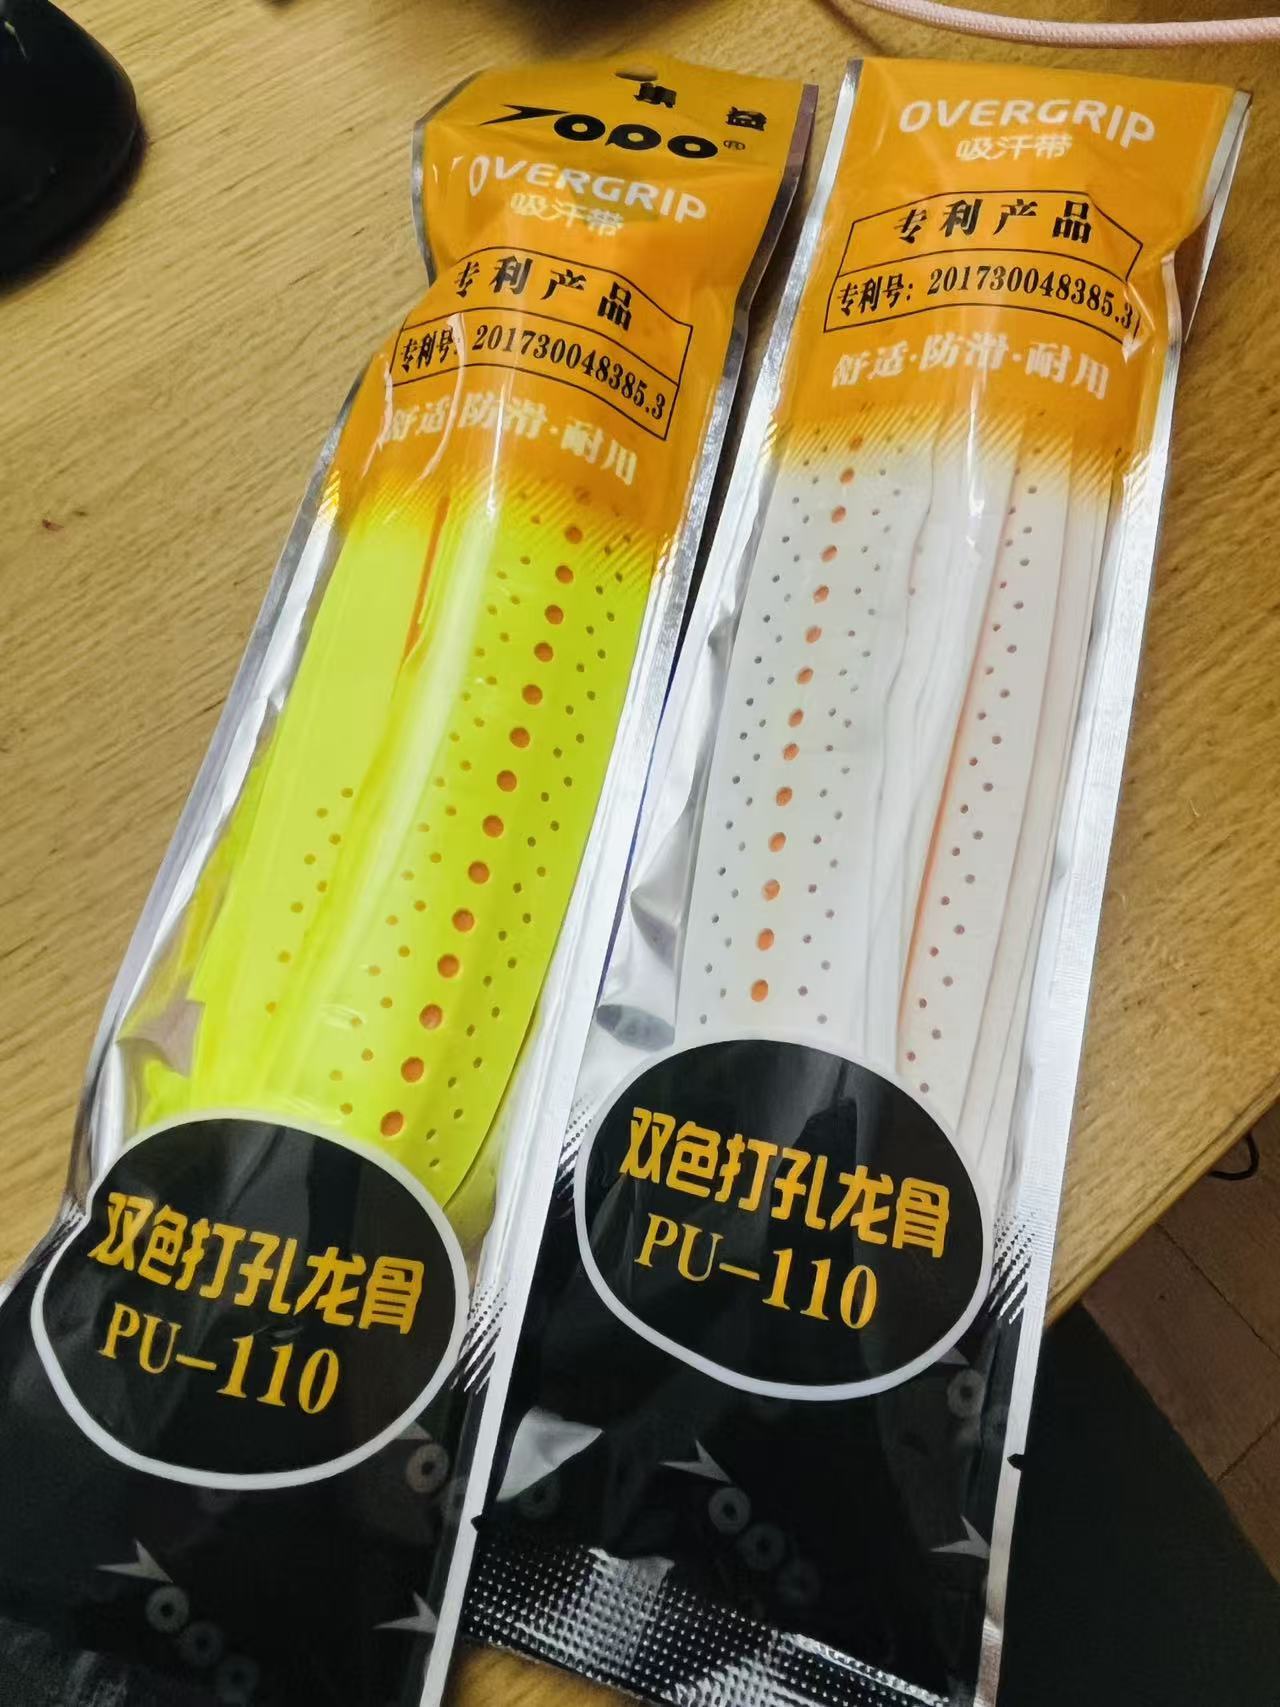 YOPO®
OVERGRIP
吸汗带
专利产品
专利号: 201730048385.3
舒适·防滑·耐用
双色打孔龙骨
PU-110
OVERGRIP
吸汗带
专利产品
专利号: 201730048385.3
舒适·防滑·耐用
双色打孔龙骨
PU-110